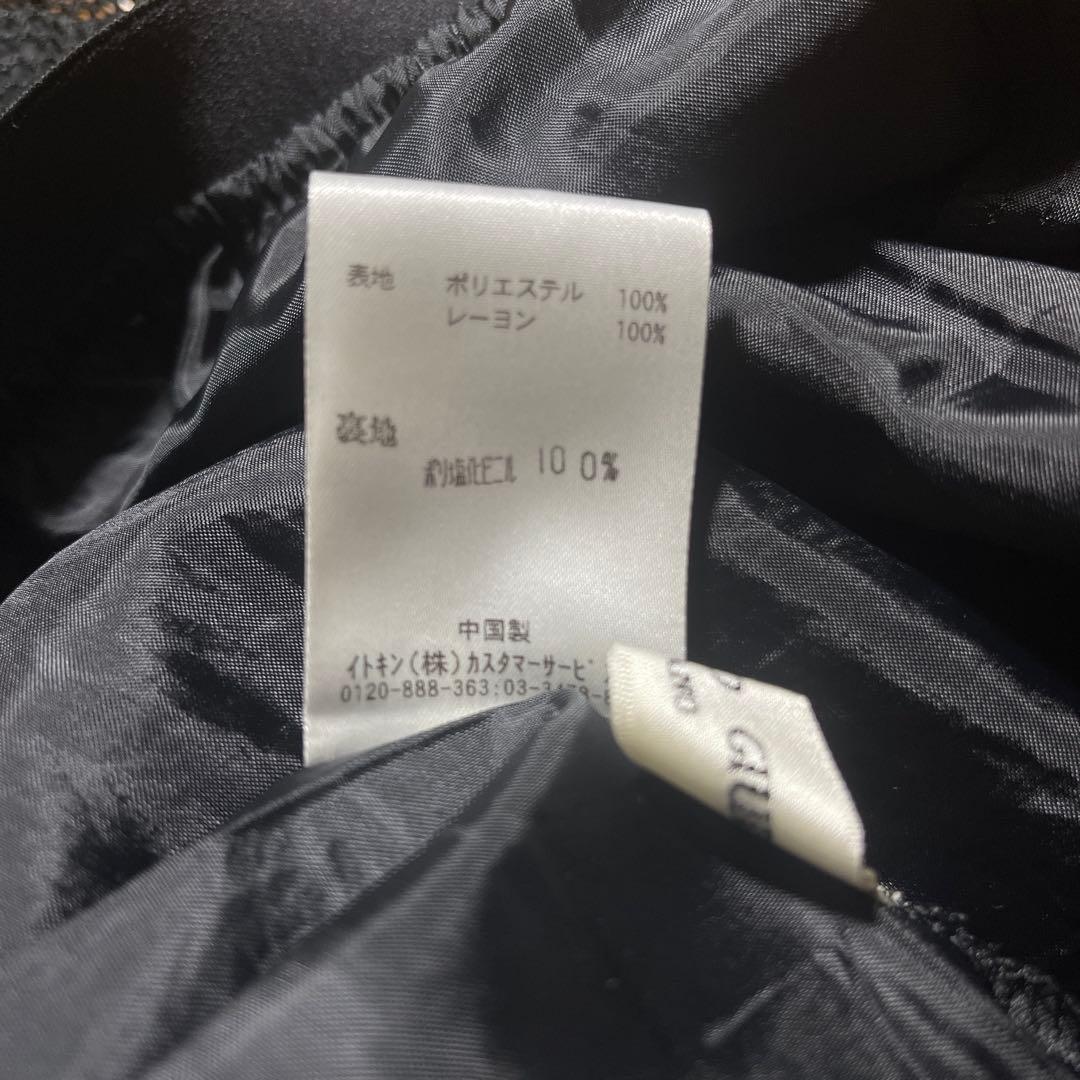 表地 ポリエステル 100%
レーヨン 100%
裏地
ポリ塩化ビニル 100%
中国製
イトキン(株)カスタマーサービ
0120-888-363:03-3478-
GU